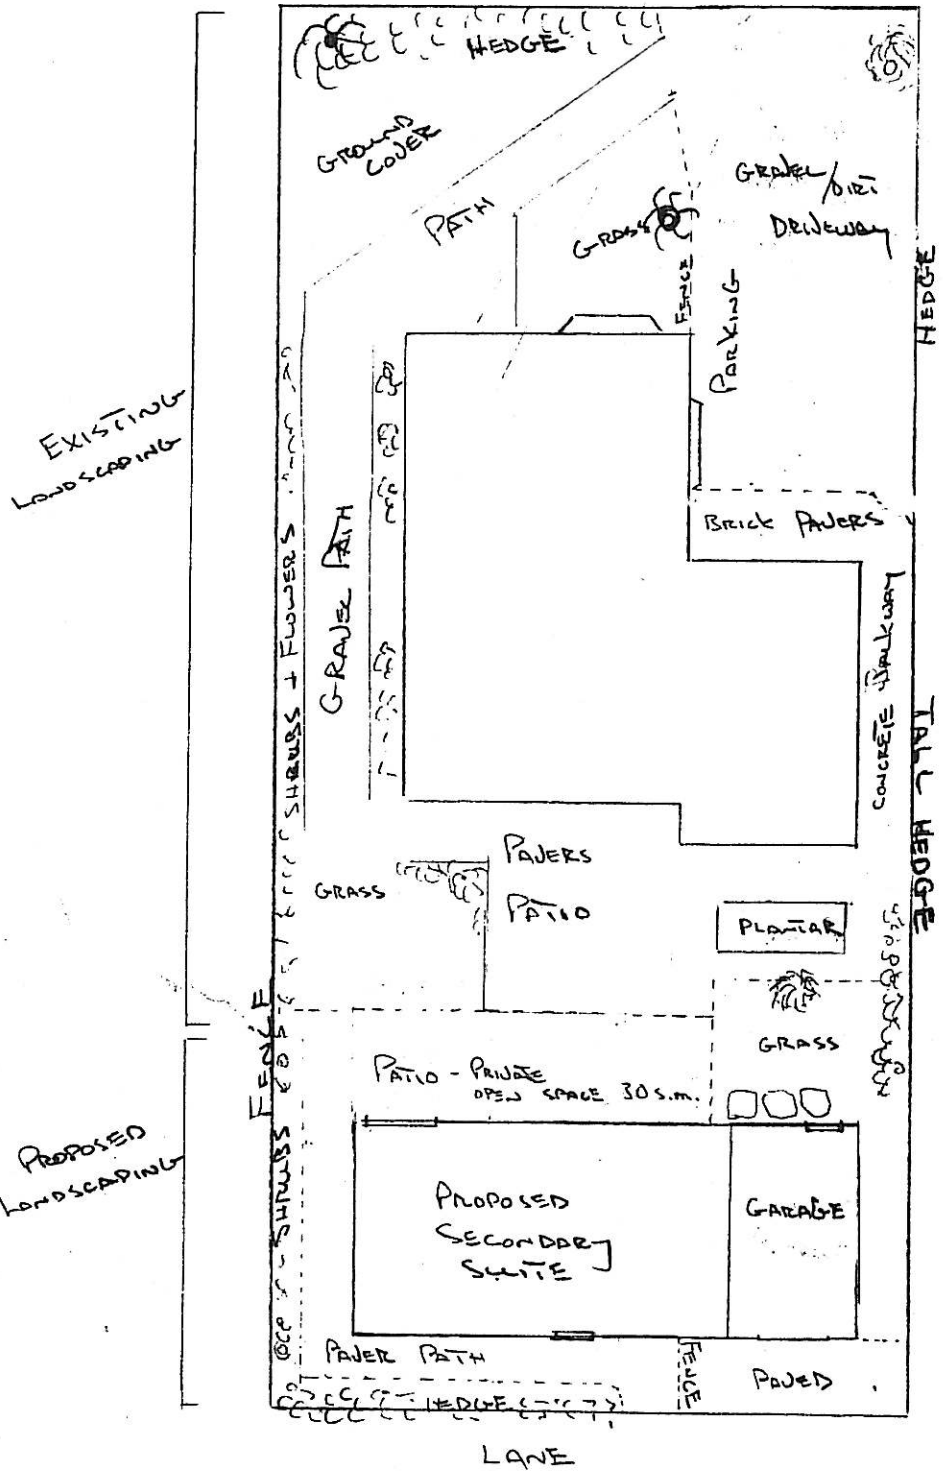 HEDGE
GROUND
COVER
GRAVEL/DIRT
DRIVEWAY
PATH
GRASS
FENCE
PARKING
HEDGE
EXISTING
LANDSCAPING
BRICK PAVERS
GRAVEL PATH
SHRUBS + FLOWERS
CONCRETE WALKWAY
TALL HEDGE
PAVERS
PATIO
GRASS
PLANTAR
FENCE
GRASS
PATIO - PRIVATE
OPEN SPACE 30 S.M.
PROPOSED
LANDSCAPING
SHRUBS
PROPOSED
SECONDARY
SUITE
GARAGE
PAVER PATH
FENCE
PAVED
HEDGE
LANE